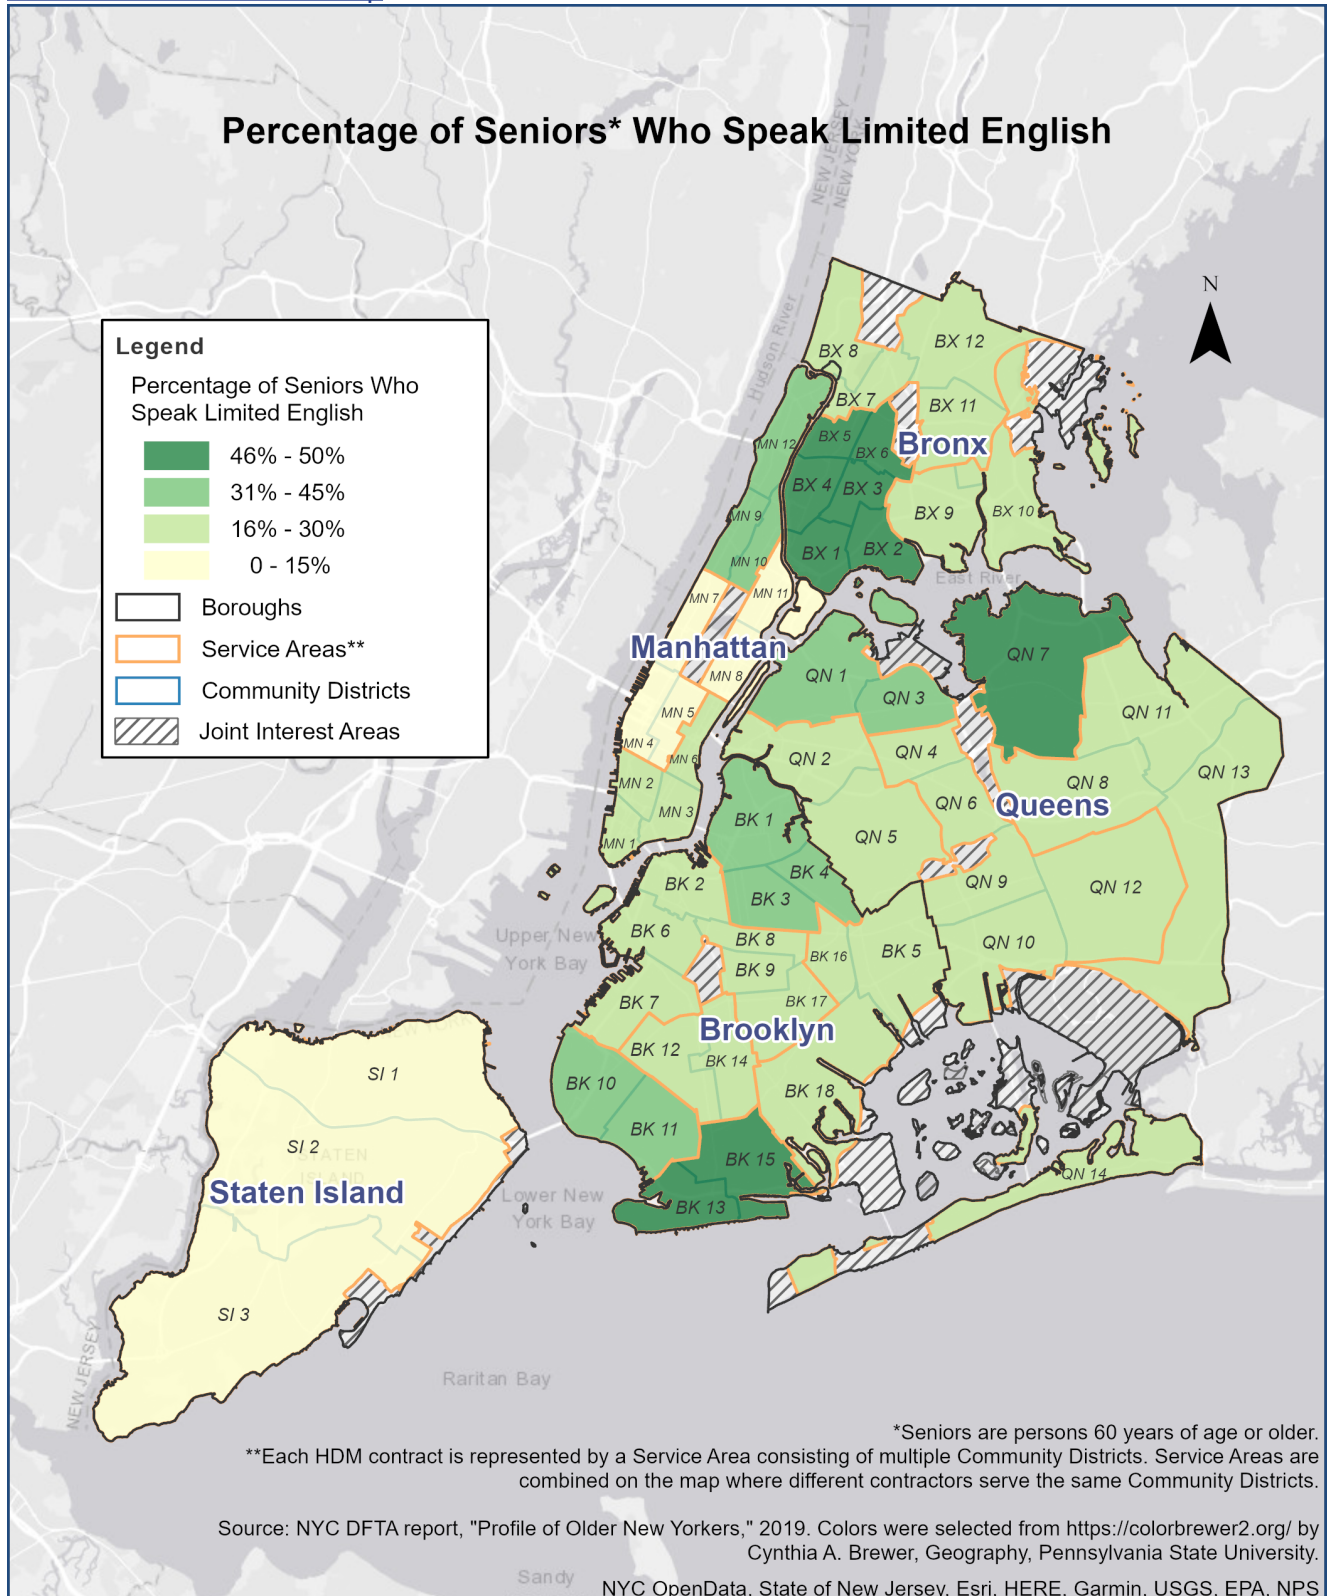 Percentage of Seniors* Who Speak Limited English
NEW JERSEY
NEW YORK
Hudson River
N
Legend
Percentage of Seniors Who
Speak Limited English
46% - 50%
31% - 45%
16% - 30%
0 - 15%
Boroughs
Service Areas**
Community Districts
Joint Interest Areas
BX 8
BX 12
BX 7
BX 11
BX 5
BX 6
Bronx
MN 12
BX 4
BX 3
MN 9
BX 9
BX 10
BX 1
BX 2
MN 10
East River
MN 7
MN 11
Manhattan
QN 7
MN 8
QN 1
QN 3
MN 5
QN 11
MN 4
MN 6
QN 2
QN 4
QN 13
MN 2
QN 8
QN 6
Queens
MN 3
BK 1
QN 5
MN 1
BK 4
BK 2
QN 9
QN 12
BK 3
BK 6
BK 8
QN 10
Upper New
York Bay
BK 16
BK 5
BK 9
BK 7
BK 17
Brooklyn
BK 12
BK 14
SI 1
BK 10
BK 18
BK 11
SI 2
STATEN
ISLAND
BK 15
QN 14
Staten Island
Lower New
York Bay
BK 13
SI 3
NEW JERSEY
Raritan Bay
*Seniors are persons 60 years of age or older.
**Each HDM contract is represented by a Service Area consisting of multiple Community Districts. Service Areas are
combined on the map where different contractors serve the same Community Districts.
Source: NYC DFTA report, "Profile of Older New Yorkers," 2019. Colors were selected from https://colorbrewer2.org/ by
Cynthia A. Brewer, Geography, Pennsylvania State University.
Sandy
NYC OpenData, State of New Jersey, Esri, HERE, Garmin, USGS, EPA, NPS